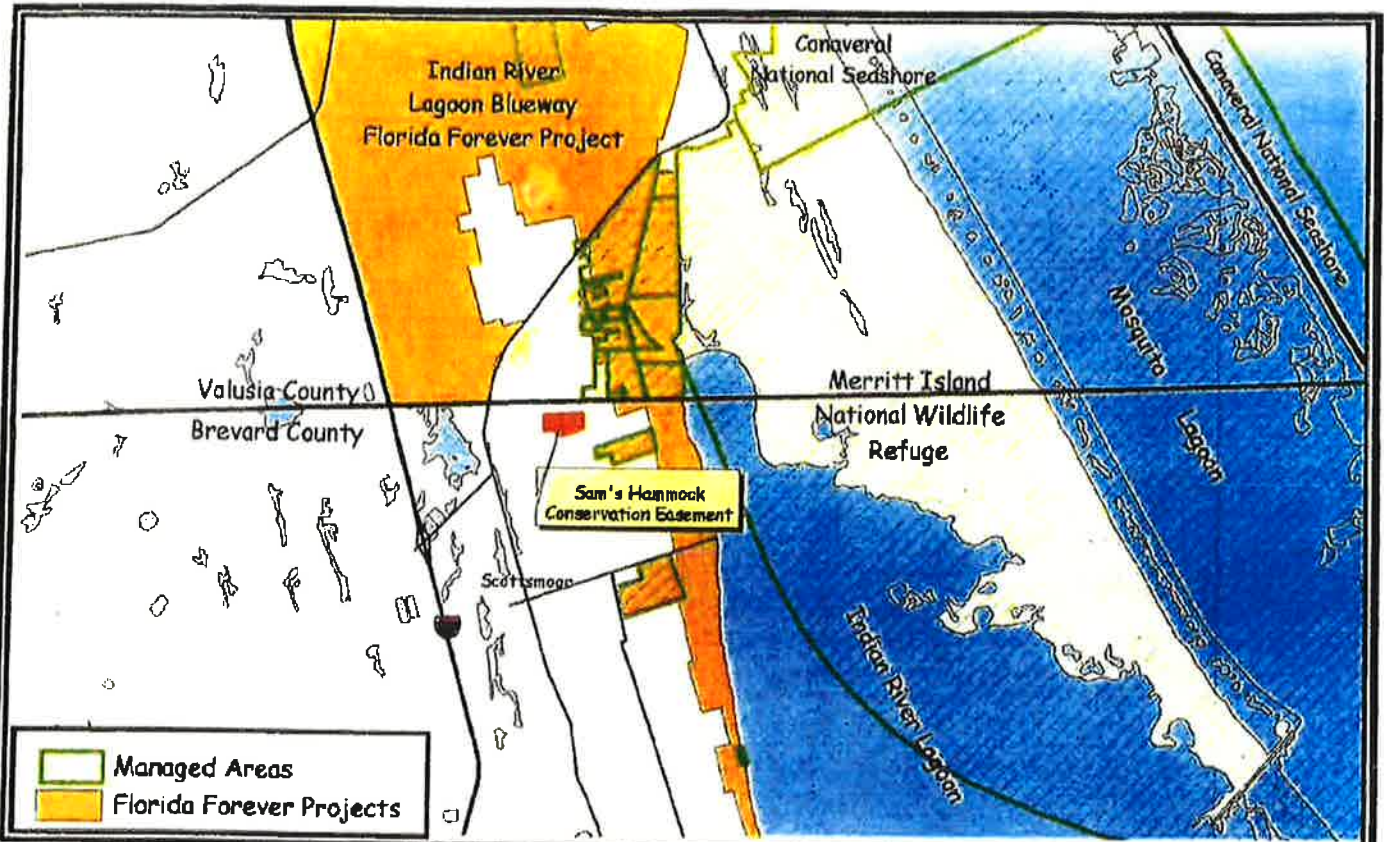 Canaveral
National Seashore
Indian River
Lagoon Blueway
Florida Forever Project
Canaveral National Seashore
Mosquito
Lagoon
Valusia County
Brevard County
Merritt Island
National Wildlife
Refuge
Sam's Hammock
Conservation Easement
Scottsmoor
Indian River Lagoon
Managed Areas
Florida Forever Projects